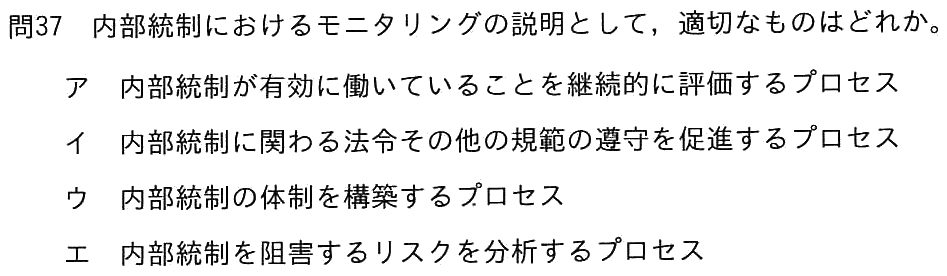 問37 内部統制におけるモニタリングの説明として，適切なものはどれか。
ア 内部統制が有効に働いていることを継続的に評価するプロセス
イ 内部統制に関わる法令その他の規範の遵守を促進するプロセス
ウ 内部統制の体制を構築するプロセス
エ 内部統制を阻害するリスクを分析するプロセス